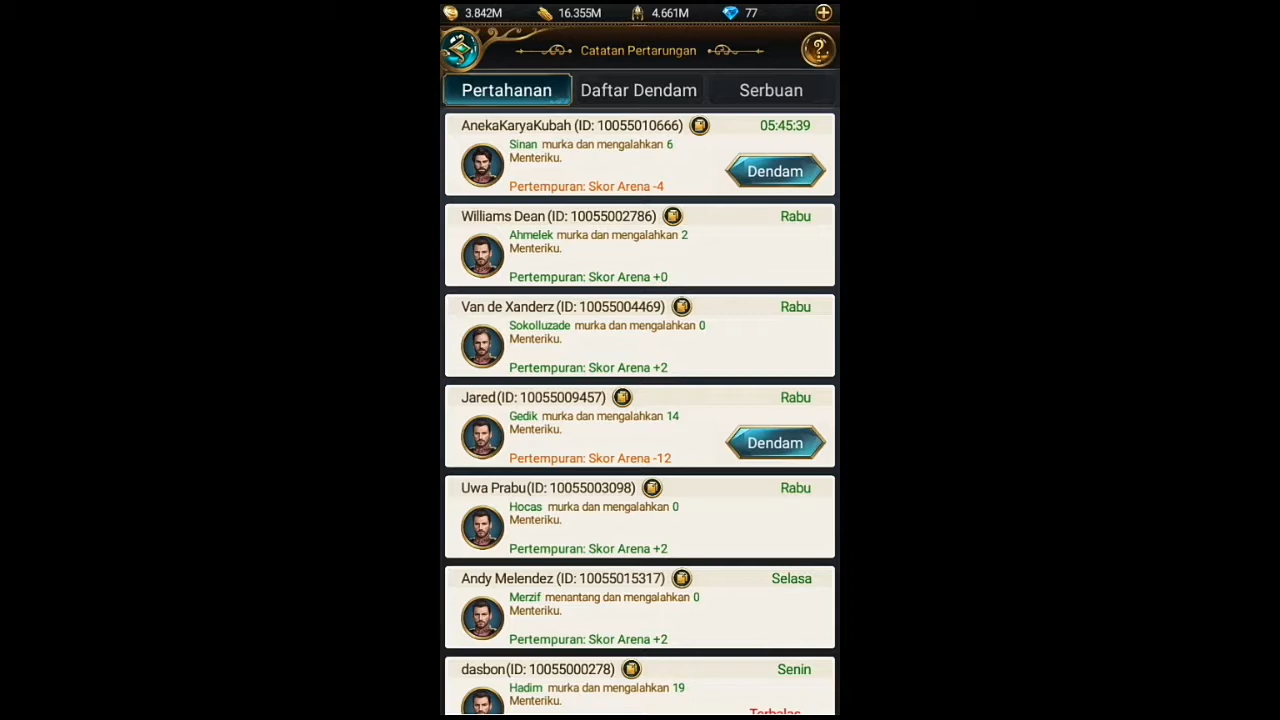 3.842M 16.355M 4.661M 77
Catatan Pertarungan
Pertahanan Daftar Dendam Serbuan
AnekaKaryaKubah (ID: 10055010666) 05:45:39
Sinan murka dan mengalahkan 6
Menteriku.
Dendam
Pertempuran: Skor Arena -4
Williams Dean (ID: 10055002786) Rabu
Ahmelek murka dan mengalahkan 2
Menteriku.
Pertempuran: Skor Arena +0
Van de Xanderz (ID: 10055004469) Rabu
Sokolluzade murka dan mengalahkan 0
Menteriku.
Pertempuran: Skor Arena +2
Jared(ID: 10055009457) Rabu
Gedik murka dan mengalahkan 14
Menteriku.
Dendam
Pertempuran: Skor Arena -12
Uwa Prabu(ID: 10055003098) Rabu
Hocas murka dan mengalahkan 0
Menteriku.
Pertempuran: Skor Arena +2
Andy Melendez (ID: 10055015317) Selasa
Merzif menantang dan mengalahkan 0
Menteriku.
Pertempuran: Skor Arena +2
dasbon(ID: 10055000278) Senin
Hadim murka dan mengalahkan 19
Menteriku.
Terbalas